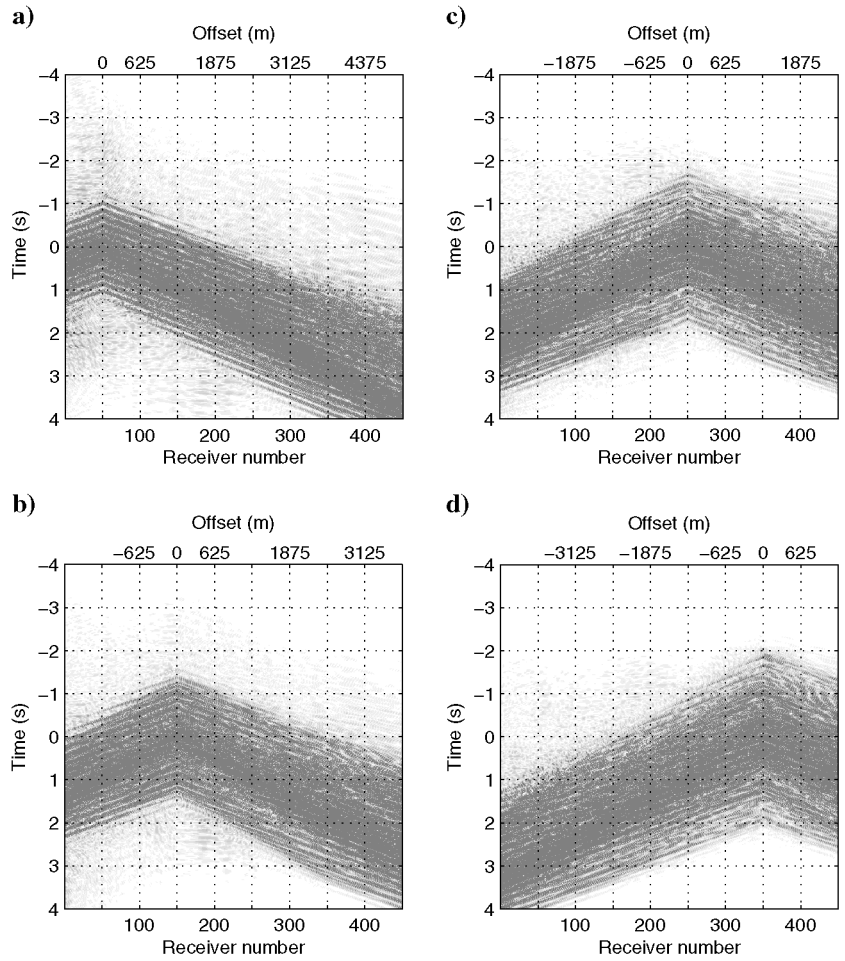 a)
Offset (m)
0 625 1875 3125 4375
−4
−3
−2
−1
0
1
2
3
4
Time (s)
100 200 300 400
Receiver number
b)
Offset (m)
−625 0 625 1875 3125
−4
−3
−2
−1
0
1
2
3
4
Time (s)
100 200 300 400
Receiver number
c)
Offset (m)
−1875 −625 0 625 1875
−4
−3
−2
−1
0
1
2
3
4
Time (s)
100 200 300 400
Receiver number
d)
Offset (m)
−3125 −1875 −625 0 625
−4
−3
−2
−1
0
1
2
3
4
Time (s)
100 200 300 400
Receiver number